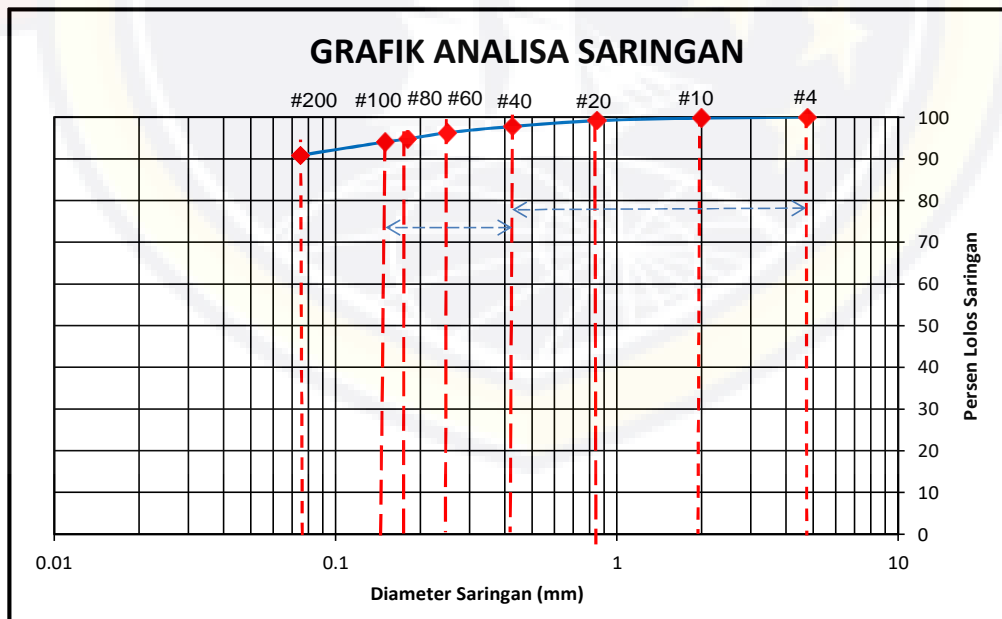 GRAFIK ANALISA SARINGAN
#200 #100 #80 #60 #40 #20 #10 #4
100
90
80
70
60
50
40
30
20
10
0
Persen Lolos Saringan
0.01 0.1 1 10
Diameter Saringan (mm)